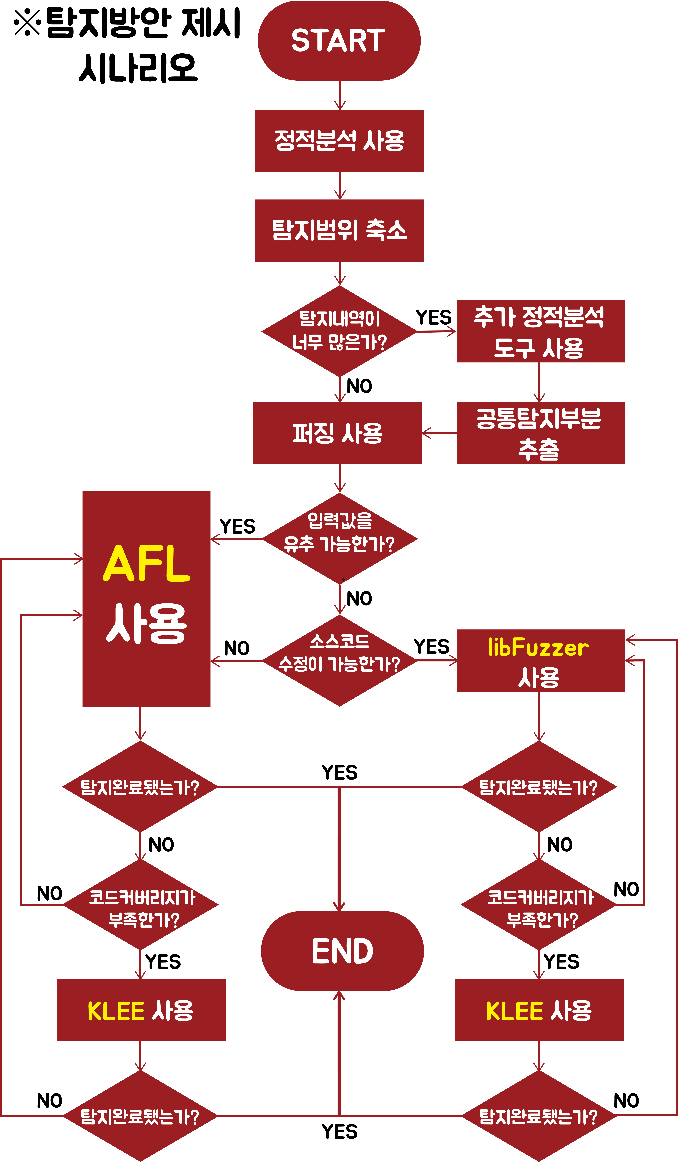 ※탐지방안 제시
시나리오
START
정적분석 사용
탐지범위 축소
탐지내역이
너무 많은가?
YES
추가 정적분석
도구 사용
NO
퍼징 사용
공통탐지부분
추출
입력값을
유추 가능한가?
YES
AFL
사용
NO
소스코드
수정이 가능한가?
NO
YES
libFuzzer
사용
탐지완료됐는가?
YES
탐지완료됐는가?
NO
NO
코드커버리지가
부족한가?
NO
코드커버리지가
부족한가?
NO
END
YES
YES
KLEE 사용
KLEE 사용
탐지완료됐는가?
NO
YES
탐지완료됐는가?
NO